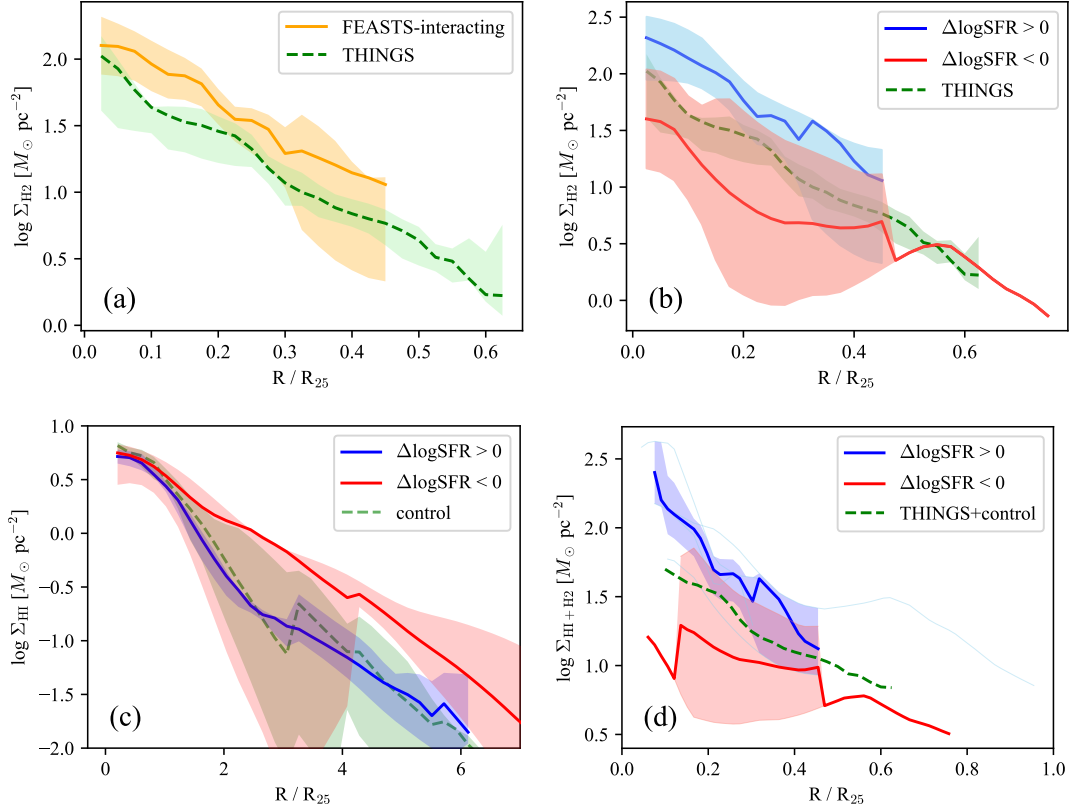 FEASTS-interacting
THINGS
log Σ_H2 [M_⊙ pc^−2]
2.0
1.5
1.0
0.5
0.0
(a)
0.0 0.1 0.2 0.3 0.4 0.5 0.6
R / R_25
ΔlogSFR > 0
ΔlogSFR < 0
THINGS
log Σ_H2 [M_⊙ pc^−2]
2.5
2.0
1.5
1.0
0.5
0.0
(b)
0.0 0.2 0.4 0.6
R / R_25
ΔlogSFR > 0
ΔlogSFR < 0
control
log Σ_HI [M_⊙ pc^−2]
1.0
0.5
0.0
−0.5
−1.0
−1.5
−2.0
(c)
0 2 4 6
R / R_25
ΔlogSFR > 0
ΔlogSFR < 0
THINGS+control
log Σ_HI+H2 [M_⊙ pc^−2]
2.5
2.0
1.5
1.0
0.5
(d)
0.0 0.2 0.4 0.6 0.8 1.0
R / R_25